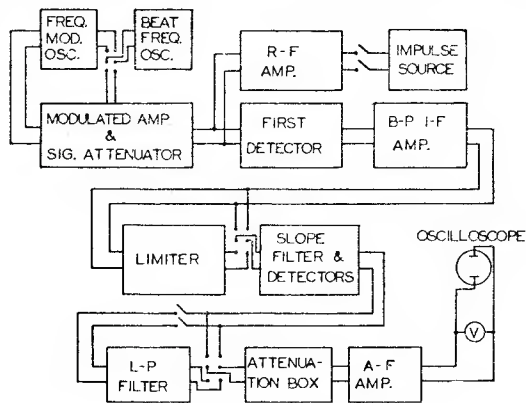 FREQ.
MOD.
OSC.
BEAT
FREQ.
OSC.
R-F
AMP.
IMPULSE
SOURCE
MODULATED AMP.
&
SIG. ATTENUATOR
FIRST
DETECTOR
B-P I-F
AMP.
LIMITER
SLOPE
FILTER &
DETECTORS
OSCILLOSCOPE
V
L-P
FILTER
ATTENUA-
TION BOX
A-F
AMP.